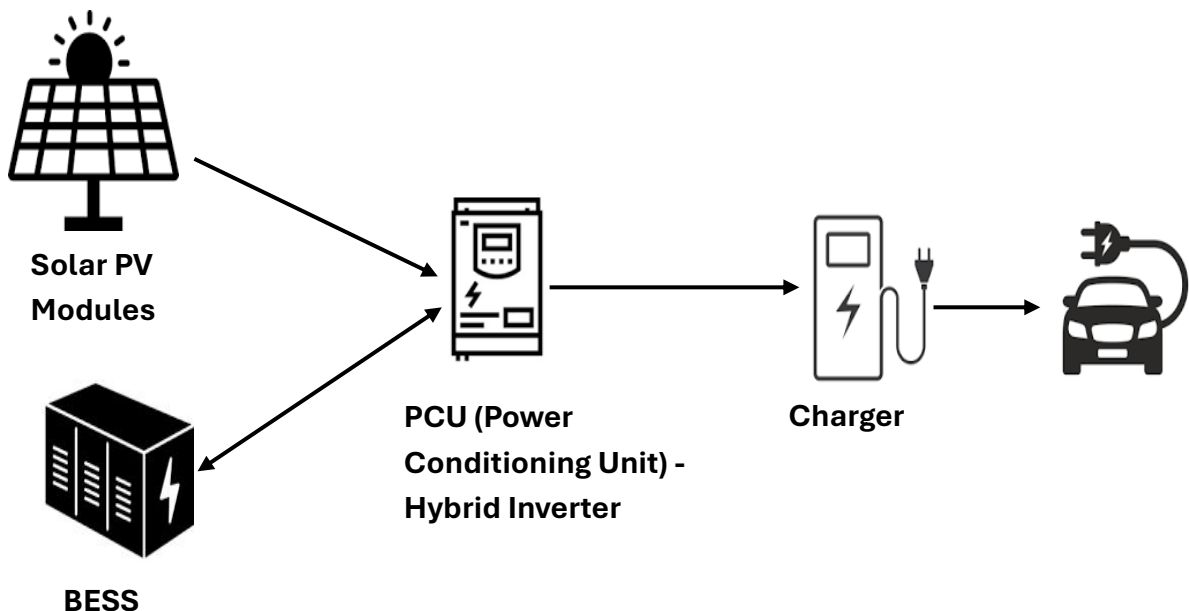 Solar PV
Modules
BESS
PCU (Power
Conditioning Unit) -
Hybrid Inverter
Charger